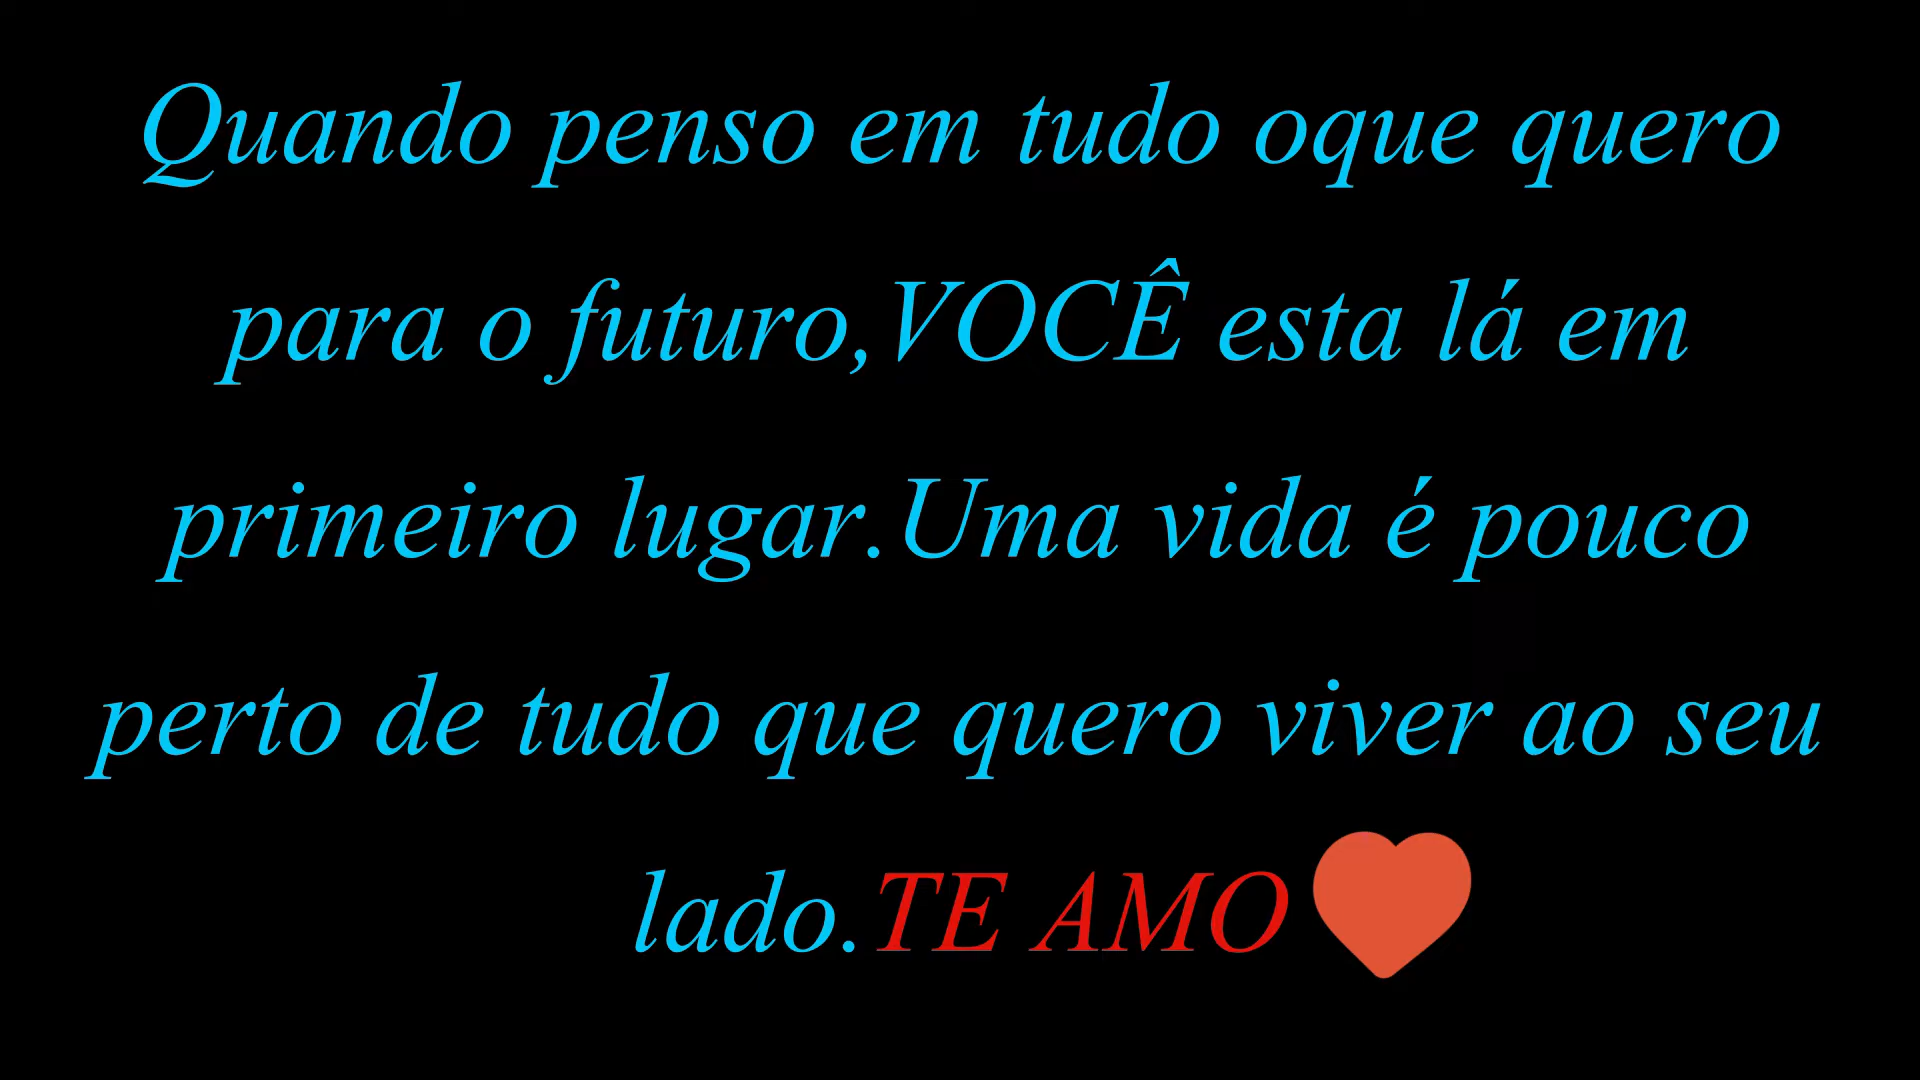 Quando penso em tudo oque quero
para o futuro,VOCÊ esta lá em
primeiro lugar.Uma vida é pouco
perto de tudo que quero viver ao seu
lado.TE AMO